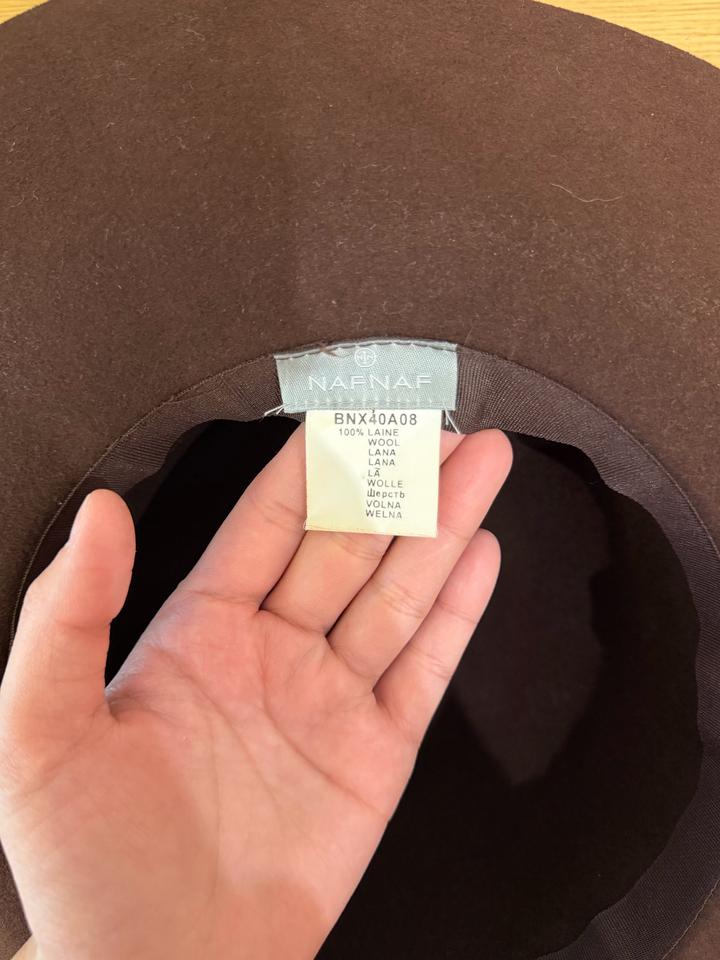 NAFNAF
BNX40A08
100% LAINE
WOOL
LANA
LANA
LÃ
WOLLE
Шерсть
VOLNA
WELNA